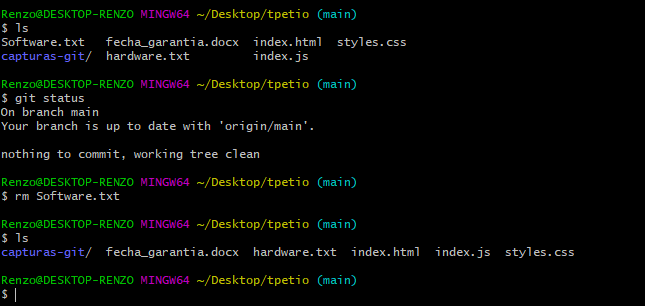 Renzo@DESKTOP-RENZO MINGW64 ~/Desktop/tpetio (main)
$ ls
Software.txt   fecha_garantia.docx  index.html  styles.css
capturas-git/  hardware.txt         index.js
Renzo@DESKTOP-RENZO MINGW64 ~/Desktop/tpetio (main)
$ git status
On branch main
Your branch is up to date with 'origin/main'.
nothing to commit, working tree clean
Renzo@DESKTOP-RENZO MINGW64 ~/Desktop/tpetio (main)
$ rm Software.txt
Renzo@DESKTOP-RENZO MINGW64 ~/Desktop/tpetio (main)
$ ls
capturas-git/  fecha_garantia.docx  hardware.txt  index.html  index.js  styles.css
Renzo@DESKTOP-RENZO MINGW64 ~/Desktop/tpetio (main)
$